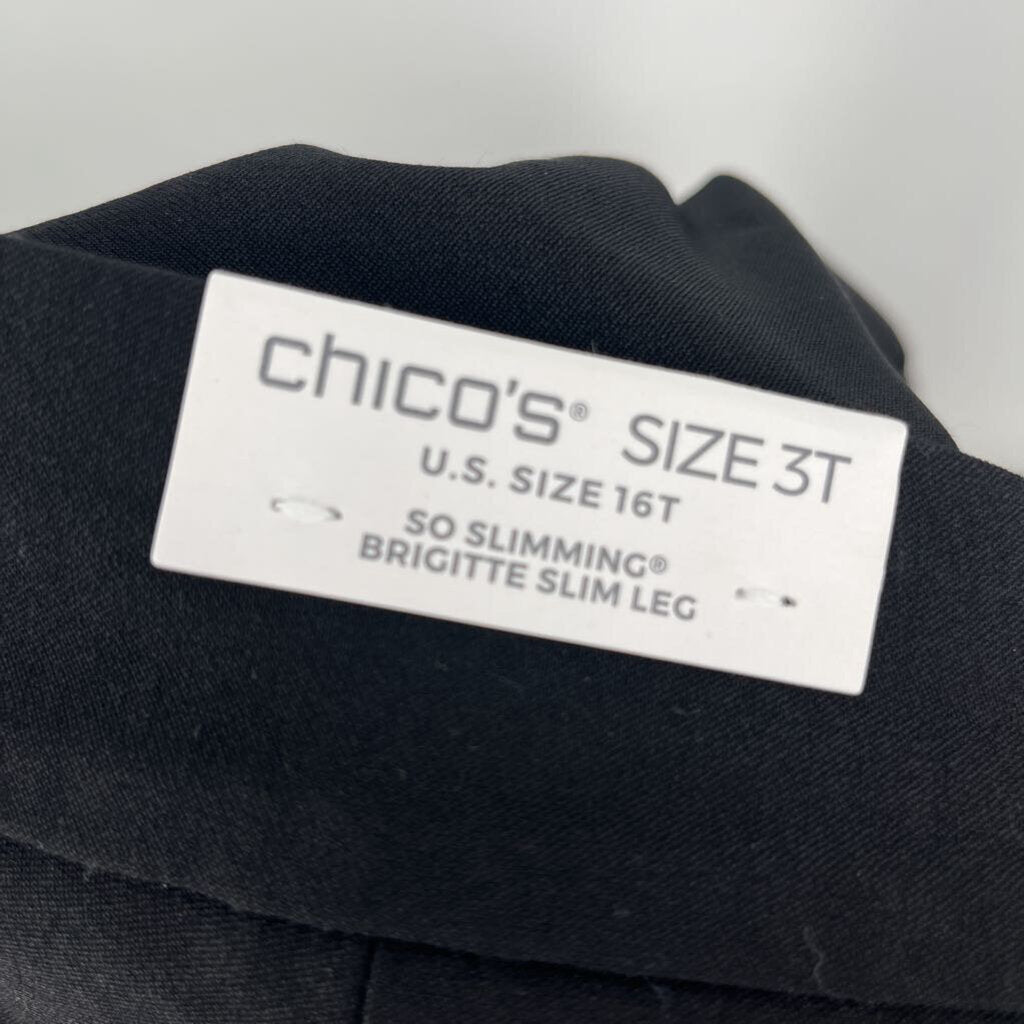 chico's® SIZE 3T
U.S. SIZE 16T
SO SLIMMING®
BRIGITTE SLIM LEG